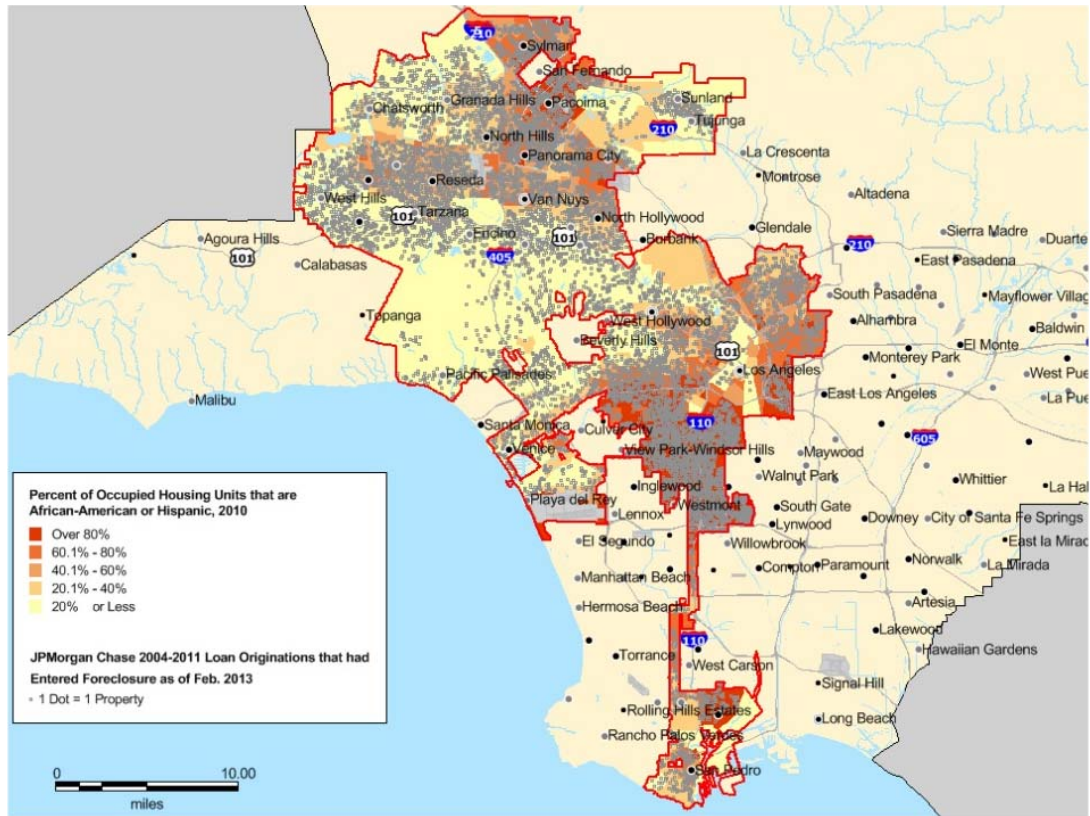 210
Sylmar
San Fernando
Chatsworth
Granada Hills
Pacoima
Sunland
Tujunga
210
North Hills
Panorama City
La Crescenta
Montrose
Reseda
West Hills
Van Nuys
Altadena
Tarzana
101
North Hollywood
Encino
101
Burbank
Glendale
210
Sierra Madre
Duarte
Agoura Hills
101
Calabasas
405
East Pasadena
South Pasadena
Mayflower Villa
Topanga
West Hollywood
Alhambra
Baldwin
Beverly Hills
101
El Monte
Monterey Park
Pacific Palisades
Los Angeles
West Pue
Malibu
East Los Angeles
La Pue
Santa Monica
Culver City
110
605
Venice
View Park-Windsor Hills
Maywood
Walnut Park
Whittier
Playa del Rey
Inglewood
La Hal
Westmont
South Gate
Lennox
Lynwood
Downey
City of Santa Fe Springs
El Segundo
Willowbrook
East la Mirac
Compton
Paramount
Norwalk
La Mirada
Manhattan Beach
Artesia
Hermosa Beach
Lakewood
110
Hawaiian Gardens
Torrance
West Carson
Signal Hill
Rolling Hills Estates
Long Beach
Rancho Palos Verdes
San Pedro
Percent of Occupied Housing Units that are
African-American or Hispanic, 2010
Over 80%
60.1% - 80%
40.1% - 60%
20.1% - 40%
20% or Less
JPMorgan Chase 2004-2011 Loan Originations that had
Entered Foreclosure as of Feb. 2013
1 Dot = 1 Property
0 10.00
miles